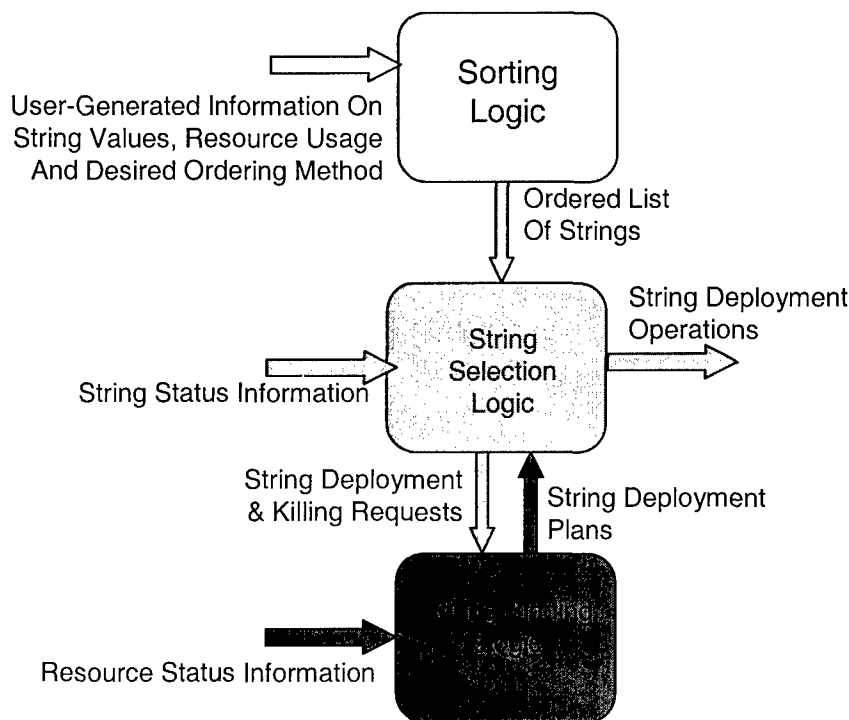 Sorting
Logic
User-Generated Information On
String Values, Resource Usage
And Desired Ordering Method
Ordered List
Of Strings
String Deployment
Operations
String
Selection
Logic
String Status Information
String Deployment
& Killing Requests
String Deployment
Plans
Logic
Resource Status Information